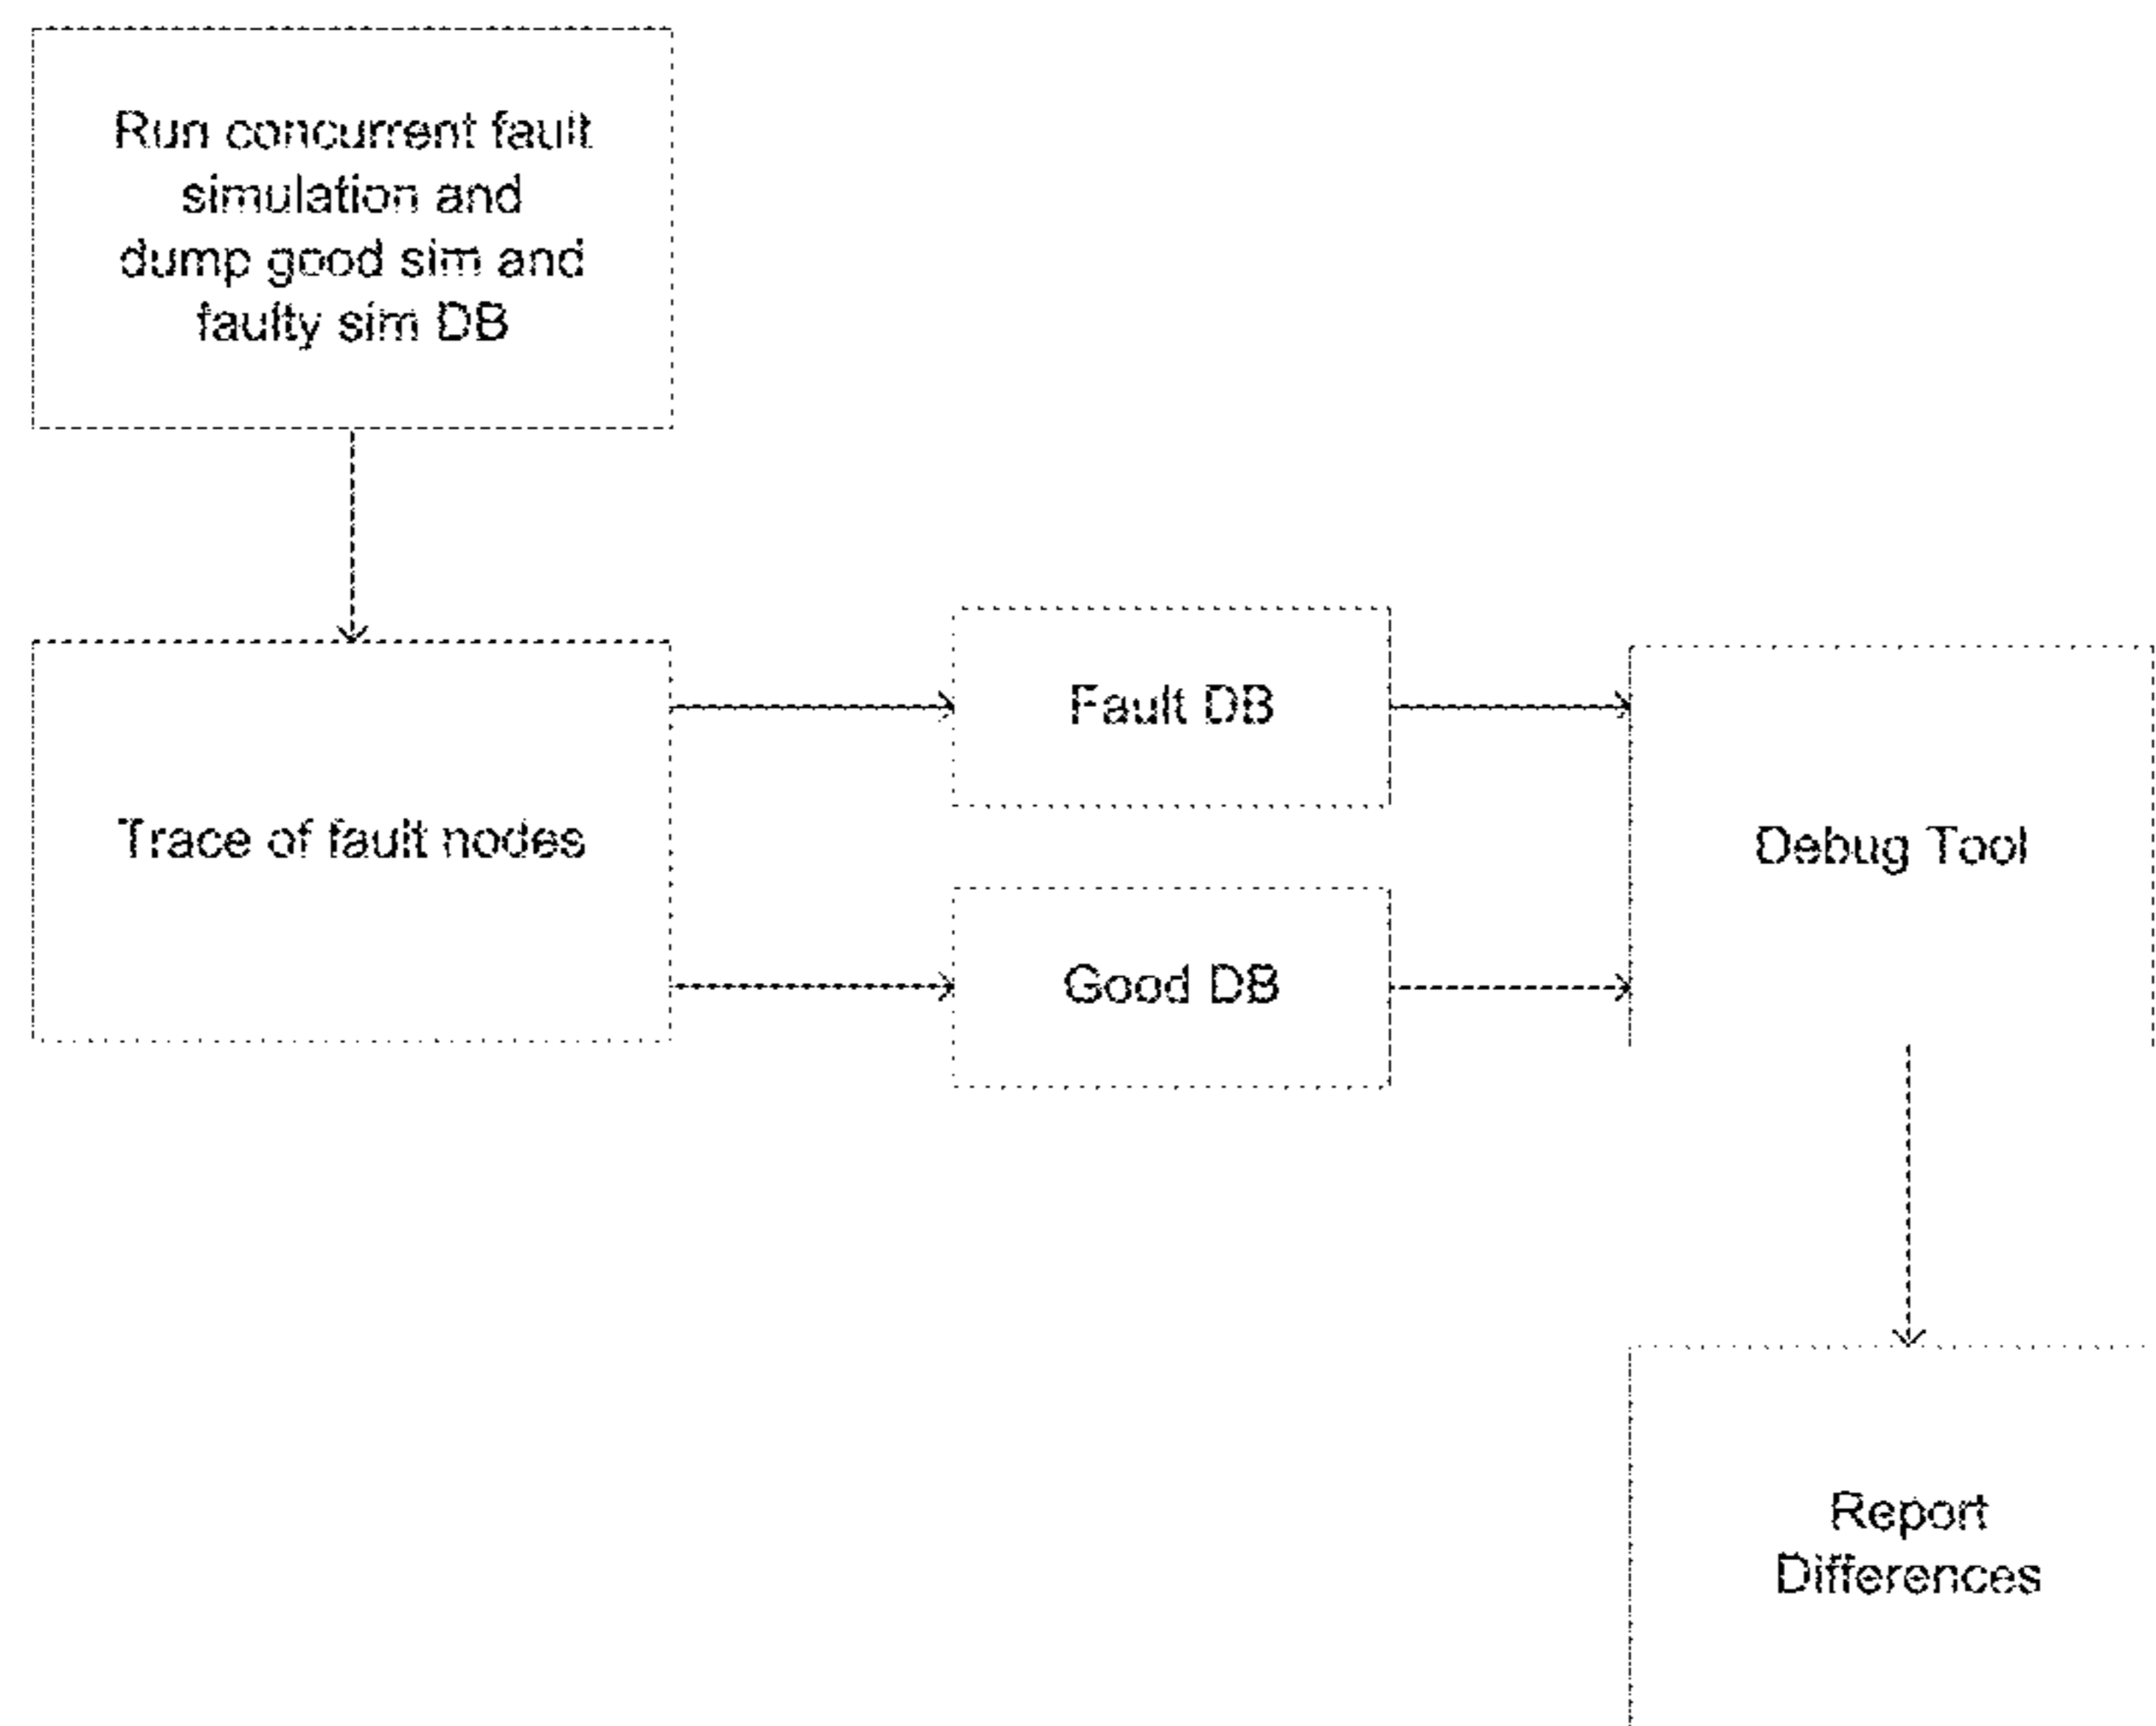 Run concurrent fault
simulation and
dump good sim and
faulty sim DB
Trace of fault nodes
Fault DB
Good DB
Debug Tool
Report
Differences